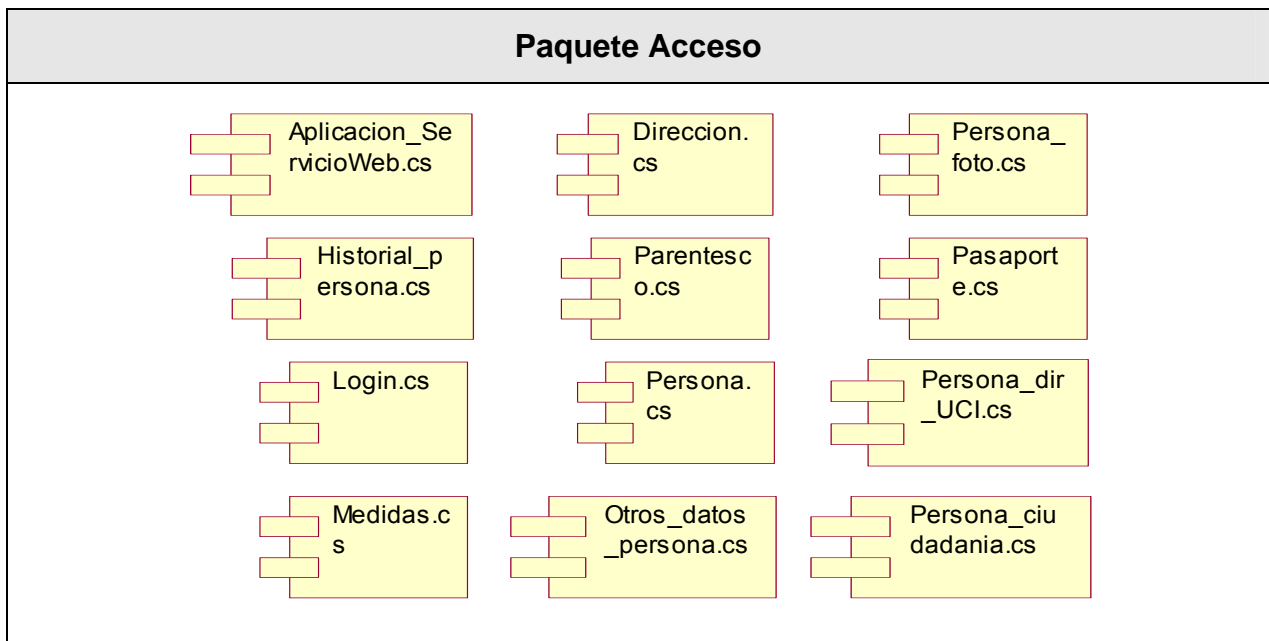 Paquete Acceso
Aplicacion_Se
rvicioWeb.cs
Direccion.
cs
Persona_
foto.cs
Historial_p
ersona.cs
Parentesc
o.cs
Pasaport
e.cs
Login.cs
Persona.
cs
Persona_dir
_UCI.cs
Medidas.c
s
Otros_datos
_persona.cs
Persona_ciu
dadania.cs